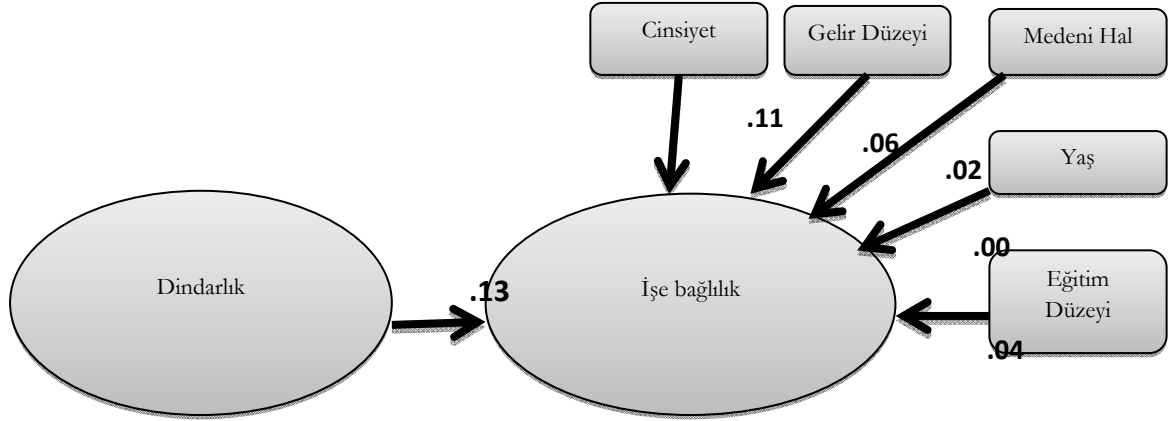 Cinsiyet
Gelir Düzeyi
Medeni Hal
.11
.06
Yaş
.02
.00
Dindarlık
.13
İşe bağlılık
Eğitim
Düzeyi
.04